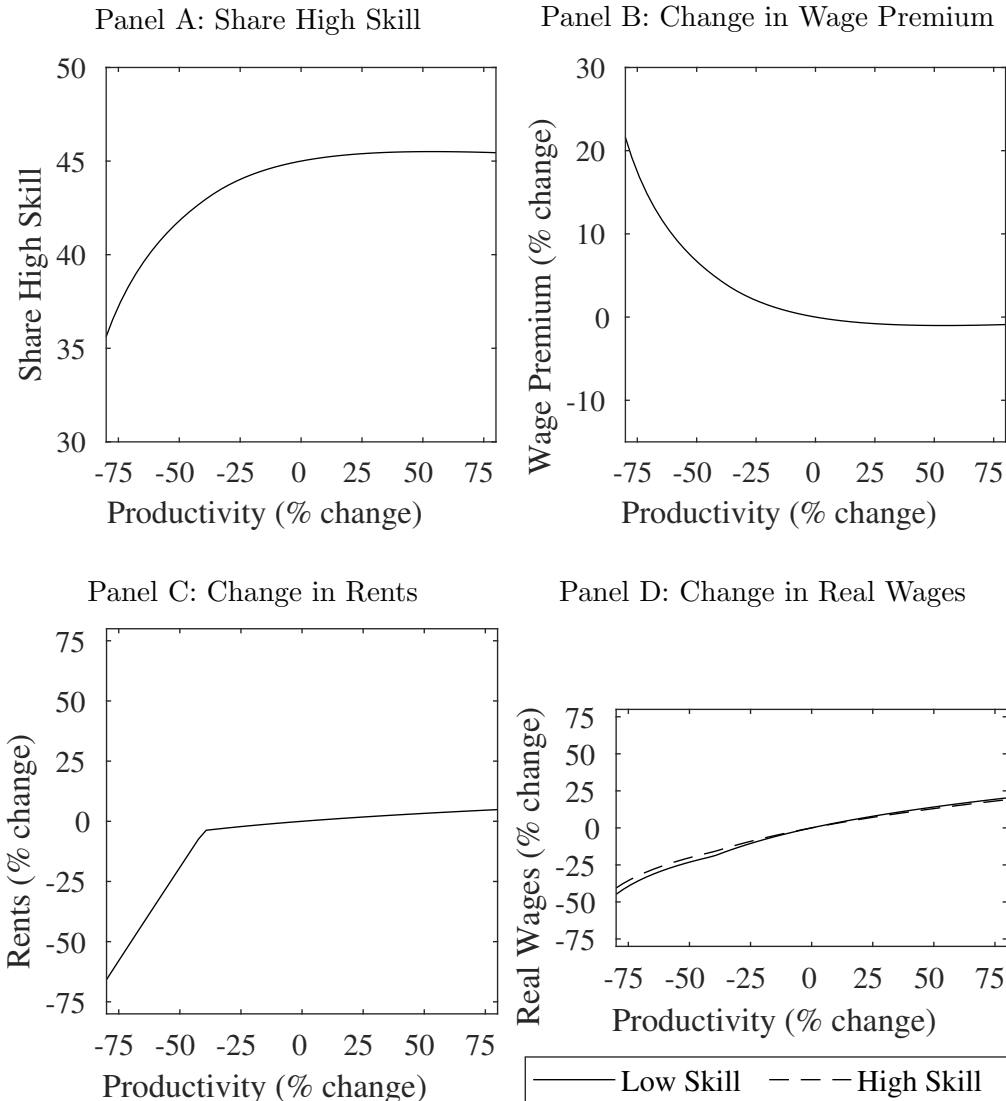 Panel A: Share High Skill
Share High Skill
50
45
40
35
30
-75 -50 -25 0 25 50 75
Productivity (% change)
Panel B: Change in Wage Premium
Wage Premium (% change)
30
20
10
0
-10
-75 -50 -25 0 25 50 75
Productivity (% change)
Panel C: Change in Rents
Rents (% change)
75
50
25
0
-25
-50
-75
-75 -50 -25 0 25 50 75
Productivity (% change)
Panel D: Change in Real Wages
Real Wages (% change)
75
50
25
0
-25
-50
-75
-75 -50 -25 0 25 50 75
Productivity (% change)
Low Skill High Skill